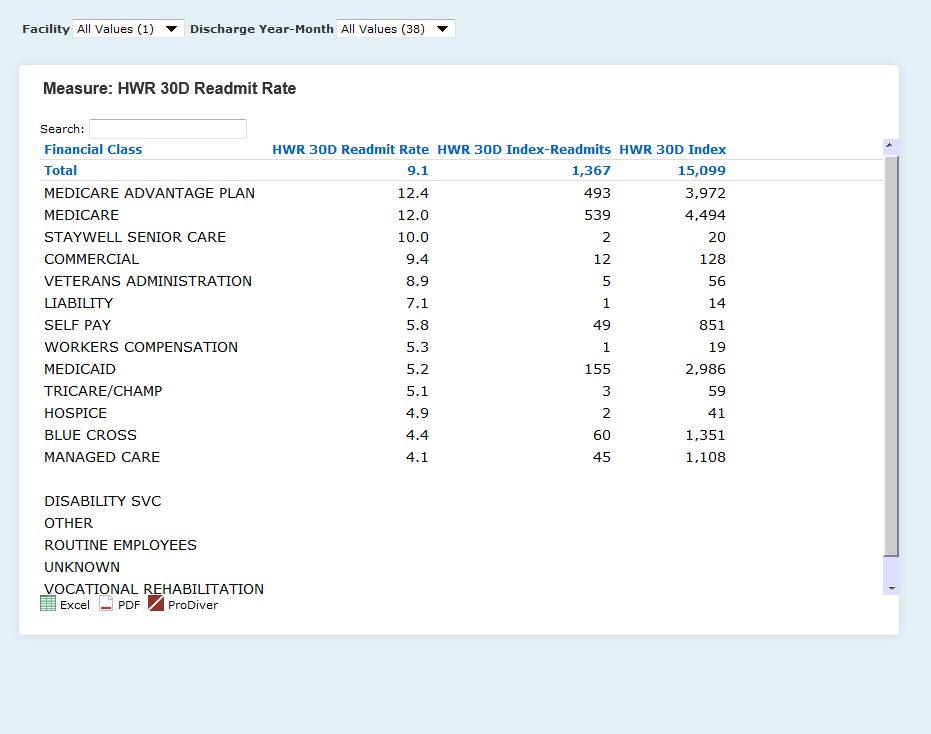 Facility All Values (1) Discharge Year-Month All Values (38)
Measure: HWR 30D Readmit Rate
Search:
Financial Class HWR 30D Readmit Rate HWR 30D Index-Readmits HWR 30D Index
Total 9.1 1,367 15,099
MEDICARE ADVANTAGE PLAN 12.4 493 3,972
MEDICARE 12.0 539 4,494
STAYWELL SENIOR CARE 10.0 2 20
COMMERCIAL 9.4 12 128
VETERANS ADMINISTRATION 8.9 5 56
LIABILITY 7.1 1 14
SELF PAY 5.8 49 851
WORKERS COMPENSATION 5.3 1 19
MEDICAID 5.2 155 2,986
TRICARE/CHAMP 5.1 3 59
HOSPICE 4.9 2 41
BLUE CROSS 4.4 60 1,351
MANAGED CARE 4.1 45 1,108
DISABILITY SVC
OTHER
ROUTINE EMPLOYEES
UNKNOWN
VOCATIONAL REHABILITATION
Excel PDF ProDiver